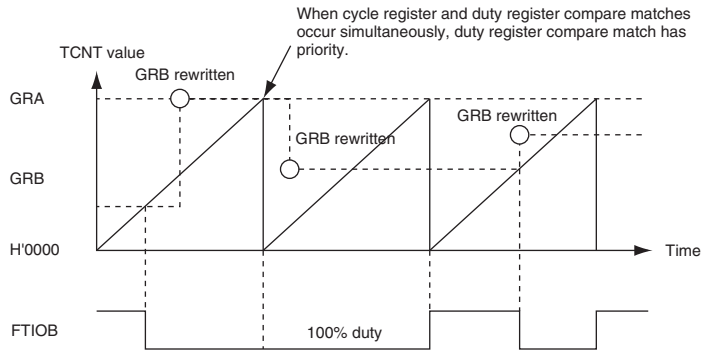 When cycle register and duty register compare matches
occur simultaneously, duty register compare match has
priority.
TCNT value
GRB rewritten
GRA
GRB rewritten
GRB rewritten
GRB
H'0000
Time
FTIOB
100% duty